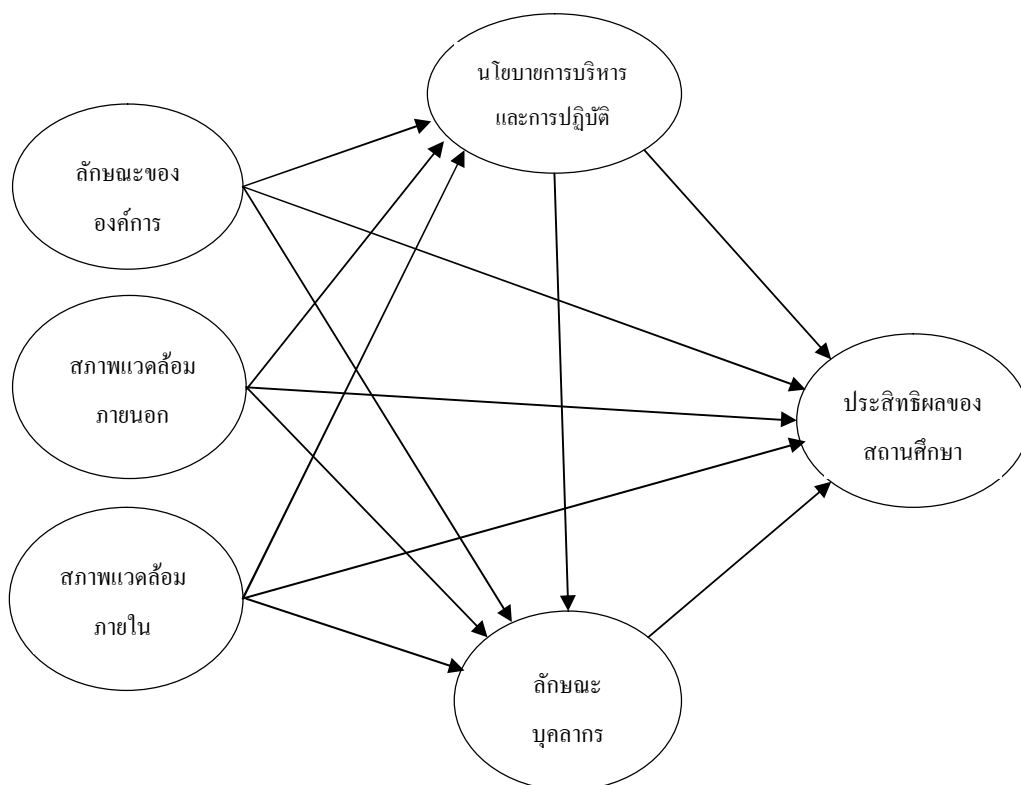 นโยบายการบริหาร
และการปฏิบัติ
ลักษณะของ
องค์การ
สภาพแวดล้อม
ภายนอก
ประสิทธิผลของ
สถานศึกษา
สภาพแวดล้อม
ภายใน
ลักษณะ
บุคลากร